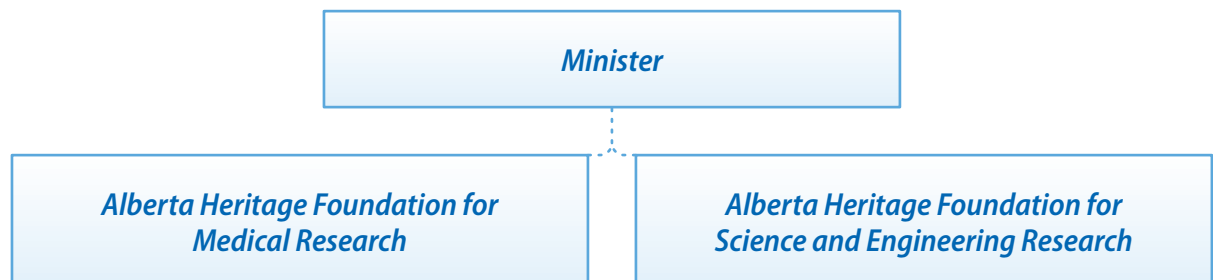 Minister
Alberta Heritage Foundation for
Medical Research
Alberta Heritage Foundation for
Science and Engineering Research